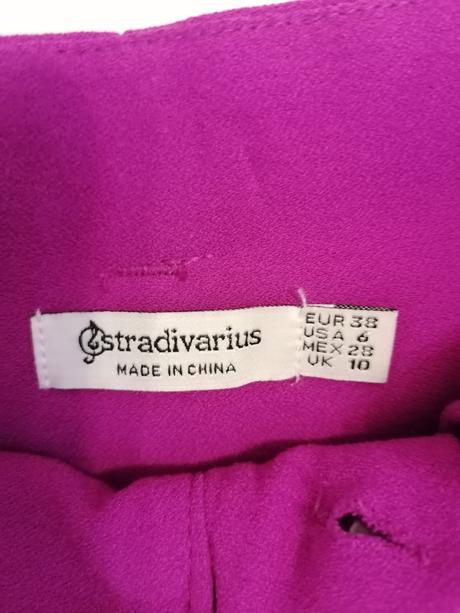 stradivarius
MADE IN CHINA
EUR 38
USA 6
MEX 28
UK 10